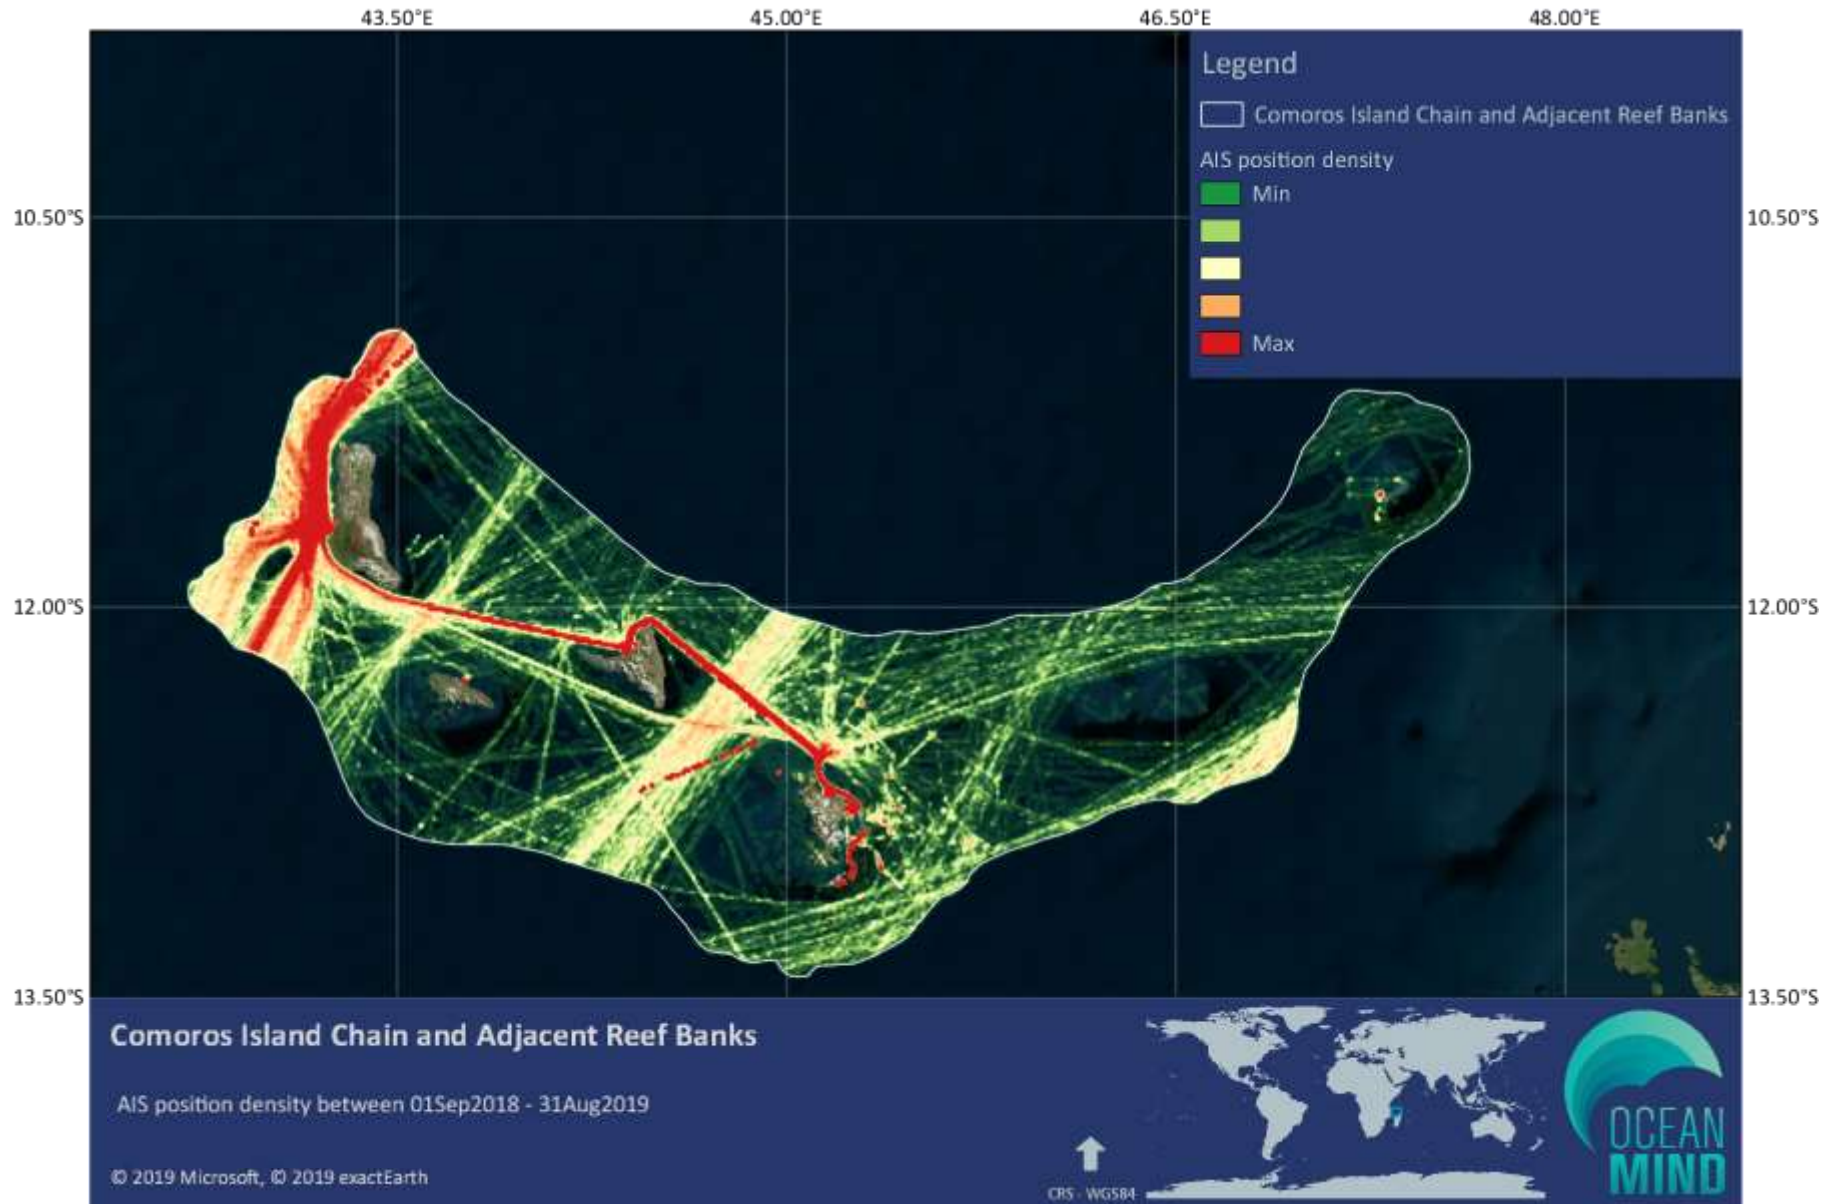 43.50°E 45.00°E 46.50°E 48.00°E
Legend
Comoros Island Chain and Adjacent Reef Banks
AIS position density
Min
10.50°S 10.50°S
Max
12.00°S 12.00°S
13.50°S 13.50°S
Comoros Island Chain and Adjacent Reef Banks
AIS position density between 01Sep2018 - 31Aug2019
© 2019 Microsoft, © 2019 exactEarth
CRS - WGS84
OCEAN
MIND